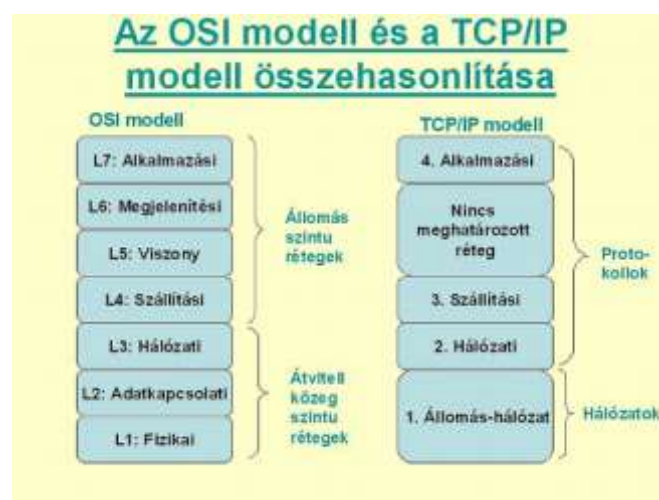 Az OSI modell és a TCP/IP
modell összehasonlítása
OSI modell
L7: Alkalmazási
L6: Megjelenítési
L5: Viszony
L4: Szállítási
L3: Hálózati
L2: Adatkapcsolati
L1: Fizikai
Állomás
szintu
rétegek
Átviteli
közeg
szintu
rétegek
TCP/IP modell
4. Alkalmazási
Nincs
meghatározott
réteg
3. Szállítási
2. Hálózati
1. Állomás-hálózat
Proto-
kollok
Hálózatok